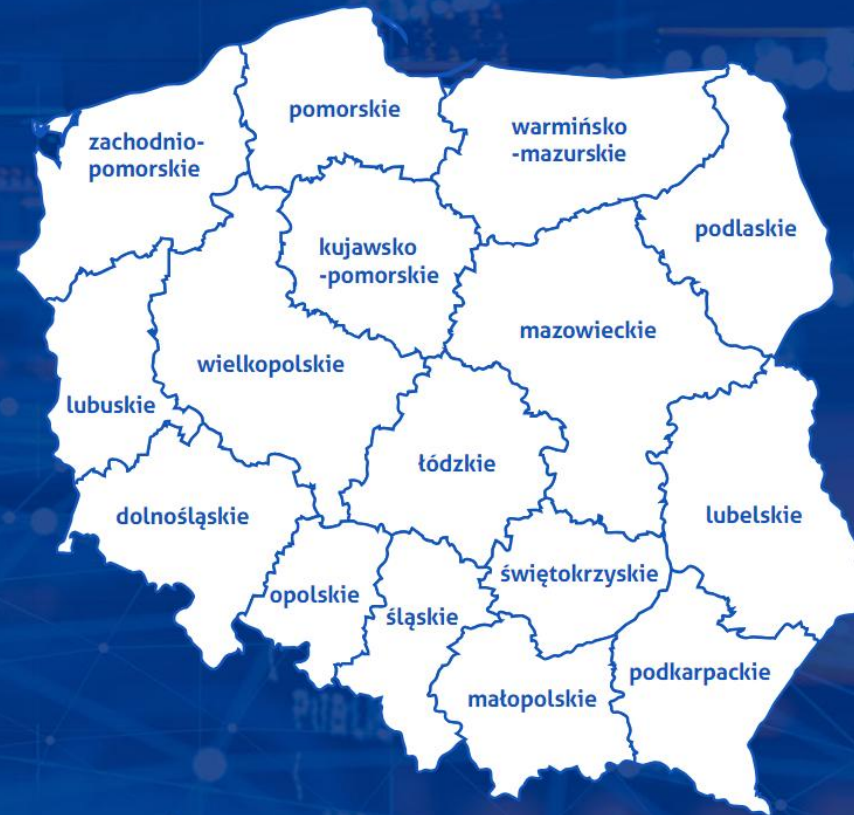 pomorskie
zachodnio-
pomorskie
warmińsko
-mazurskie
podlaskie
kujawsko
-pomorskie
mazowieckie
wielkopolskie
lubuskie
łódzkie
dolnośląskie
lubelskie
świętokrzyskie
opolskie
śląskie
podkarpackie
małopolskie